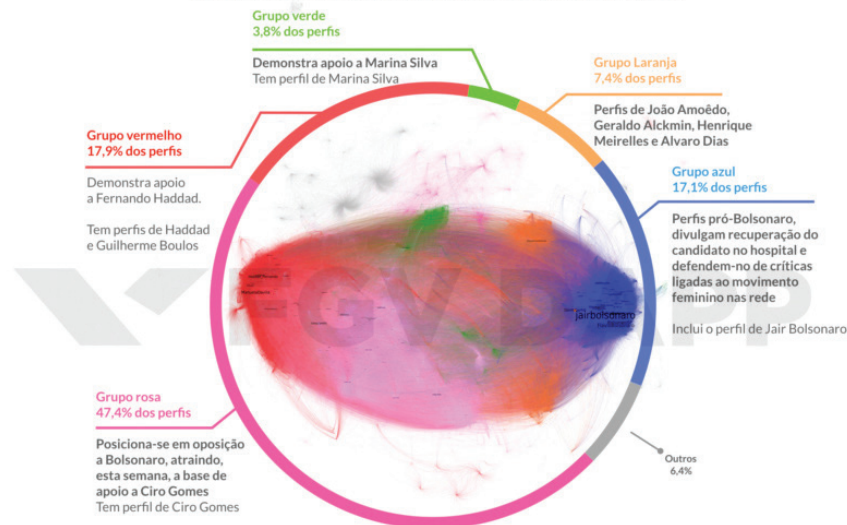 Grupo verde
3,8% dos perfis
Demonstra apoio a Marina Silva
Tem perfil de Marina Silva
Grupo Laranja
7,4% dos perfis
Perfis de João Amoêdo,
Geraldo Alckmin, Henrique
Meirelles e Alvaro Dias
Grupo vermelho
17,9% dos perfis
Demonstra apoio
a Fernando Haddad.
Tem perfis de Haddad
e Guilherme Boulos
Grupo azul
17,1% dos perfis
Perfis pró-Bolsonaro,
divulgam recuperação do
candidato no hospital e
defendem-no de críticas
ligadas ao movimento
feminino nas rede
Inclui o perfil de Jair Bolsonaro
jairbolsonaro
FGV DAPP
Grupo rosa
47,4% dos perfis
Posiciona-se em oposição
a Bolsonaro, atraindo,
esta semana, a base de
apoio a Ciro Gomes
Tem perfil de Ciro Gomes
Outros
6,4%